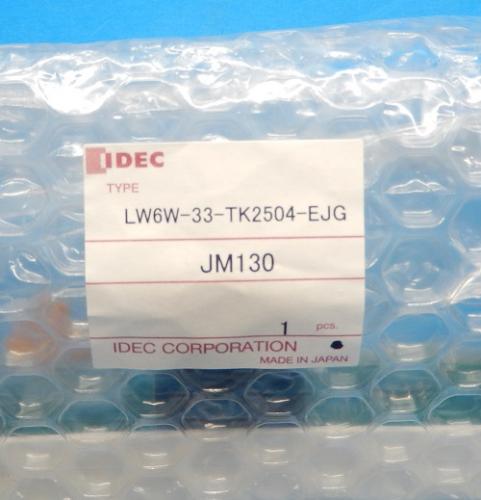 IDEC
TYPE
LW6W-33-TK2504-EJG
JM130
1 pcs.
IDEC CORPORATION
MADE IN JAPAN